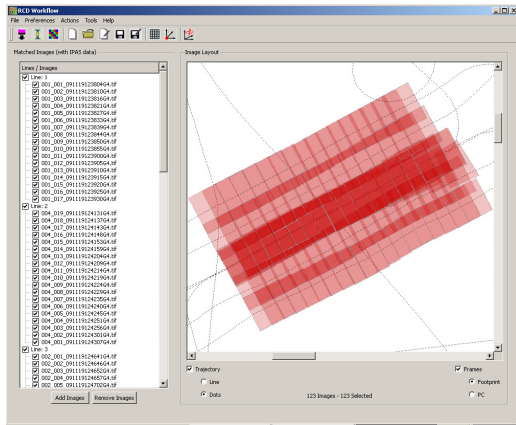 RCD Workflow
File Preferences Actions Tools Help
Matched Images (with IPAS data)
Image Layout
Lines / Images
Line: 1
001_001_09111912380464.tif
001_002_09111912381064.tif
001_003_09111912381664.tif
001_004_09111912382164.tif
001_005_09111912382764.tif
001_006_09111912383364.tif
001_007_09111912383964.tif
001_008_09111912384464.tif
001_009_09111912385064.tif
001_010_09111912385564.tif
001_011_09111912390064.tif
001_012_09111912390564.tif
001_013_09111912391064.tif
001_014_09111912391564.tif
001_015_09111912392064.tif
001_016_09111912392564.tif
001_017_09111912393064.tif
Line: 2
004_019_09111912413164.tif
004_018_09111912413764.tif
004_017_09111912414364.tif
004_016_09111912414864.tif
004_015_09111912415364.tif
004_014_09111912415964.tif
004_013_09111912420464.tif
004_012_09111912420964.tif
004_011_09111912421464.tif
004_010_09111912421964.tif
004_009_09111912422464.tif
004_008_09111912422964.tif
004_007_09111912423564.tif
004_006_09111912424064.tif
004_005_09111912424564.tif
004_004_09111912425164.tif
004_003_09111912425664.tif
004_002_09111912430164.tif
004_001_09111912430764.tif
Line: 3
002_001_09111912464164.tif
002_002_09111912464664.tif
002_003_09111912465264.tif
002_004_09111912465764.tif
002_005_09111912470264.tif
Add Images Remove Images
Trajectory
Line
Dots
123 Images - 123 Selected
Frames
Footprint
PC